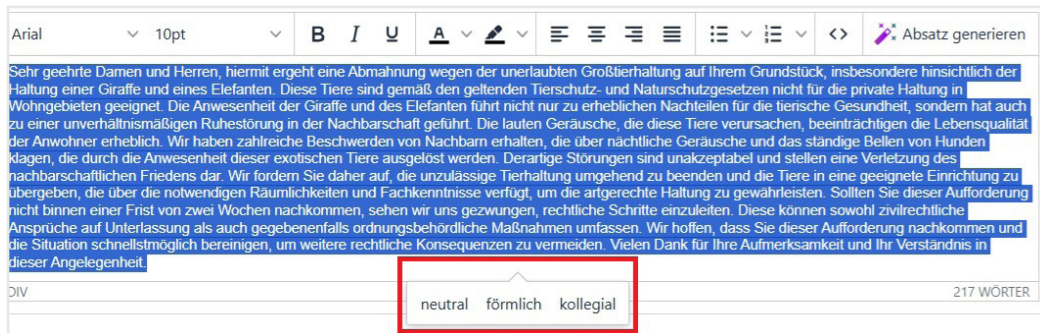 Arial 10pt B I U A Absatz generieren
Sehr geehrte Damen und Herren, hiermit ergeht eine Abmahnung wegen der unerlaubten Großtierhaltung auf Ihrem Grundstück, insbesondere hinsichtlich der
Haltung einer Giraffe und eines Elefanten. Diese Tiere sind gemäß den geltenden Tierschutz- und Naturschutzgesetzen nicht für die private Haltung in
Wohngebieten geeignet. Die Anwesenheit der Giraffe und des Elefanten führt nicht nur zu erheblichen Nachteilen für die tierische Gesundheit, sondern hat auch
zu einer unverhältnismäßigen Ruhestörung in der Nachbarschaft geführt. Die lauten Geräusche, die diese Tiere verursachen, beeinträchtigen die Lebensqualität
der Anwohner erheblich. Wir haben zahlreiche Beschwerden von Nachbarn erhalten, die über nächtliche Geräusche und das ständige Bellen von Hunden
klagen, die durch die Anwesenheit dieser exotischen Tiere ausgelöst werden. Derartige Störungen sind unakzeptabel und stellen eine Verletzung des
nachbarschaftlichen Friedens dar. Wir fordern Sie daher auf, die unzulässige Tierhaltung umgehend zu beenden und die Tiere in eine geeignete Einrichtung zu
übergeben, die über die notwendigen Räumlichkeiten und Fachkenntnisse verfügt, um die artgerechte Haltung zu gewährleisten. Sollten Sie dieser Aufforderung
nicht binnen einer Frist von zwei Wochen nachkommen, sehen wir uns gezwungen, rechtliche Schritte einzuleiten. Diese können sowohl zivilrechtliche
Ansprüche auf Unterlassung als auch gegebenenfalls ordnungsbehördliche Maßnahmen umfassen. Wir hoffen, dass Sie dieser Aufforderung nachkommen und
die Situation schnellstmöglich bereinigen, um weitere rechtliche Konsequenzen zu vermeiden. Vielen Dank für Ihre Aufmerksamkeit und Ihr Verständnis in
dieser Angelegenheit.
DIV 217 WÖRTER
neutral förmlich kollegial